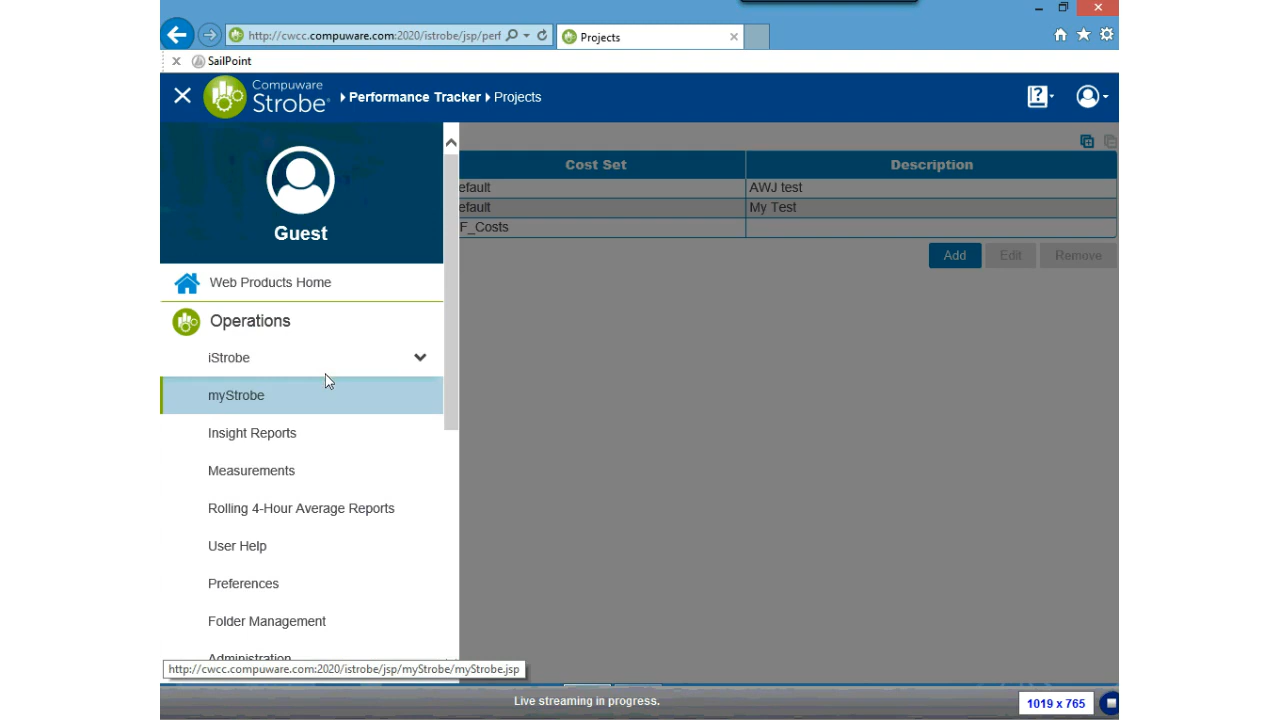 http://cwcc.compuware.com:2020/istrobe/jsp/perf
Projects
SailPoint
Compuware
Strobe
Performance Tracker
Projects
Guest
Cost Set
Description
efault
AWJ test
efault
My Test
F_Costs
Add
Edit
Remove
Web Products Home
Operations
iStrobe
myStrobe
Insight Reports
Measurements
Rolling 4-Hour Average Reports
User Help
Preferences
Folder Management
Administration
http://cwcc.compuware.com:2020/istrobe/jsp/myStrobe/myStrobe.jsp
Live streaming in progress.
1019 x 765